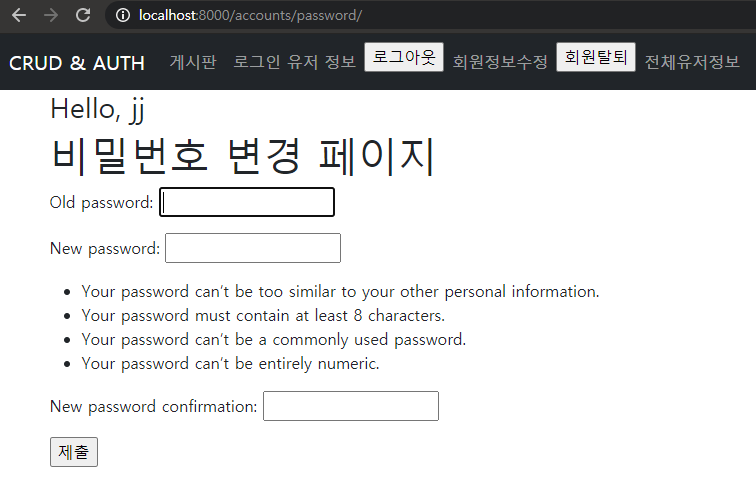 localhost:8000/accounts/password/
CRUD & AUTH 게시판 로그인 유저 정보 로그아웃 회원정보수정 회원탈퇴 전체유저정보
Hello, jj
비밀번호 변경 페이지
Old password:
New password:
Your password can't be too similar to your other personal information.
Your password must contain at least 8 characters.
Your password can't be a commonly used password.
Your password can't be entirely numeric.
New password confirmation:
제출